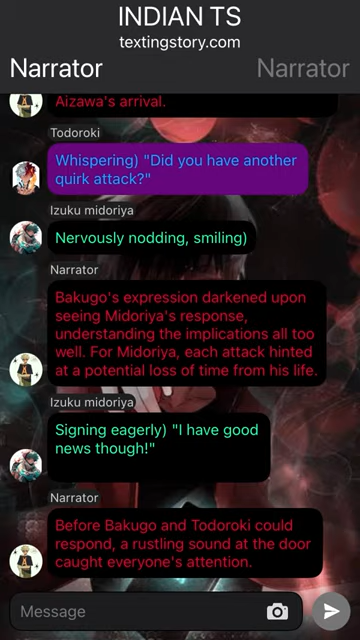 INDIAN TS
textingstory.com
Narrator Narrator
Aizawa's arrival.
Todoroki
Whispering) "Did you have another
quirk attack?"
Izuku midoriya
Nervously nodding, smiling)
Narrator
Bakugo's expression darkened upon
seeing Midoriya's response,
understanding the implications all too
well. For Midoriya, each attack hinted
at a potential loss of time from his life.
Izuku midoriya
Signing eagerly) "I have good
news though!"
Narrator
Before Bakugo and Todoroki could
respond, a rustling sound at the door
caught everyone's attention.
Message